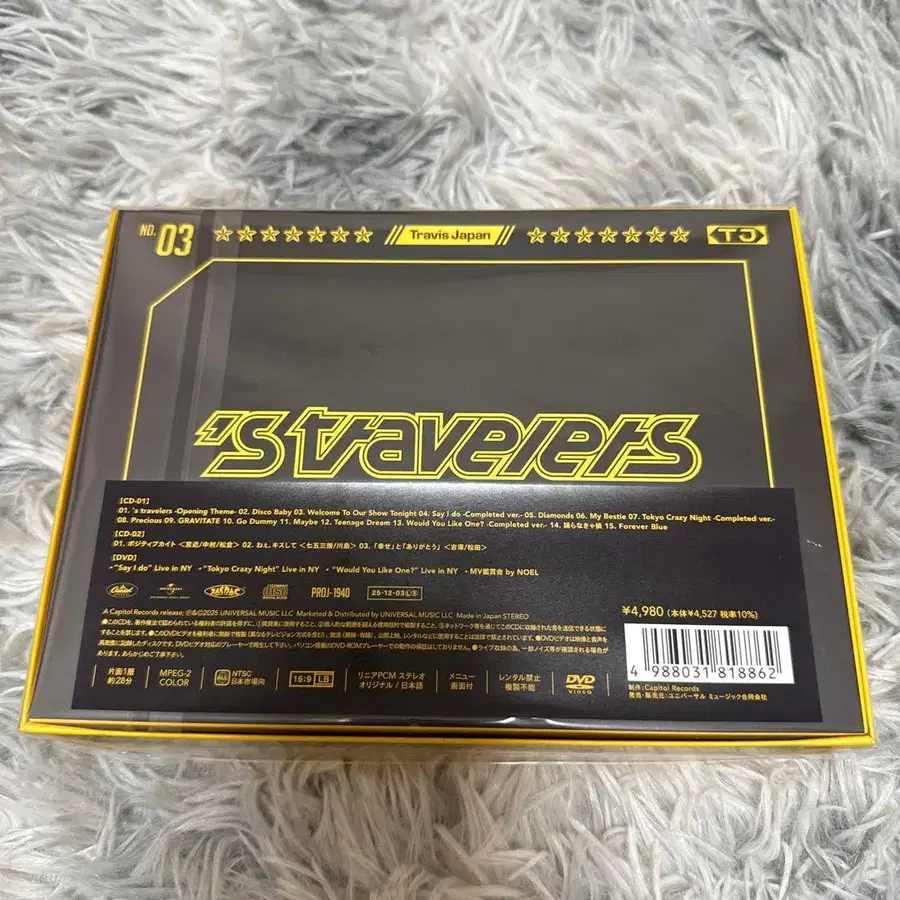 NO. 03 Travis Japan TJ
's travelers
【CD-01】
01. 's travelers -Opening Theme- 02. Disco Baby 03. Welcome To Our Show Tonight 04. Say I do -Completed ver.- 05. Diamonds 06. My Bestie 07. Tokyo Crazy Night -Completed ver.-
08. Precious 09. GRAVITATE 10. Go Dummy 11. Maybe 12. Teenage Dream 13. Would You Like One? -Completed ver.- 14. 踊らなきゃ損 15. Forever Blue
【CD-02】
01. ポジティブカイト <宮近/中村/松倉> 02. ねぇ、キスして <七五三掛/川島> 03. 「幸せ」と「ありがとう」 <吉澤/松田>
【DVD】
・"Say I do" Live in NY ・"Tokyo Crazy Night" Live in NY ・"Would You Like One?" Live in NY ・MV鑑賞会 by NOEL
Capitol UNIVERSAL JASRAC PROJ-1940 25-12-03
A Capitol Records release; ℗&©2025 UNIVERSAL MUSIC LLC Marketed & Distributed by UNIVERSAL MUSIC LLC Made in Japan STEREO
¥4,980 (本体¥4,527 税率10%)
4 988031 818862
片面1層 約28分 MPEG-2 COLOR NTSC 日本市場向 16:9 LB リニアPCM ステレオ オリジナル / 日本語 メニュー 画面付 レンタル禁止 複製不能 DVD VIDEO
制作:Capitol Records
発売・販売元:ユニバーサル ミュージック合同会社